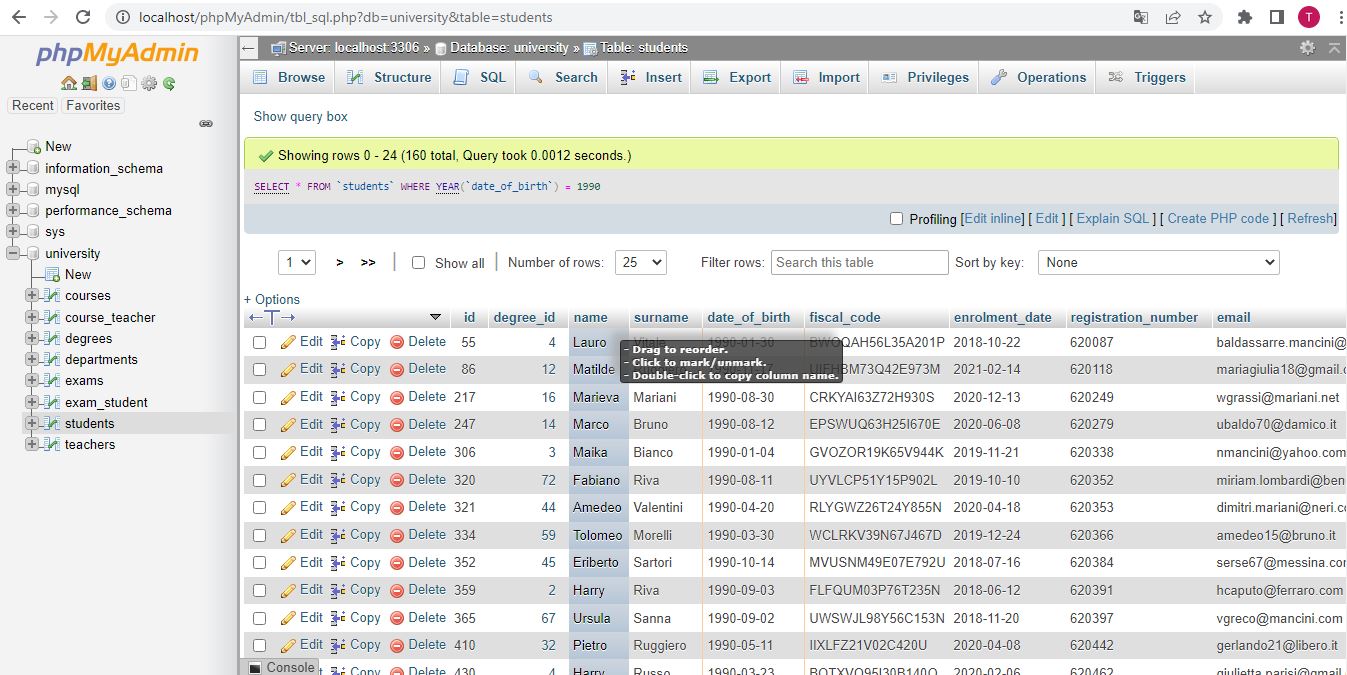 localhost/phpMyAdmin/tbl_sql.php?db=university&table=students
T
phpMyAdmin
Recent Favorites
New
information_schema
mysql
performance_schema
sys
university
New
courses
course_teacher
degrees
departments
exams
exam_student
students
teachers
Server: localhost:3306 » Database: university » Table: students
Browse Structure SQL Search Insert Export Import Privileges Operations Triggers
Show query box
Showing rows 0 - 24 (160 total, Query took 0.0012 seconds.)
SELECT * FROM `students` WHERE YEAR(`date_of_birth`) = 1990
Profiling [Edit inline] [ Edit ] [ Explain SQL ] [ Create PHP code ] [ Refresh]
1 > >> | Show all | Number of rows: 25 Filter rows: Search this table Sort by key: None
+ Options
←T→ id degree_id name surname date_of_birth fiscal_code enrolment_date registration_number email
Edit Copy Delete 55 4 Lauro Vitale 1990-01-30 BWOQAH56L35A201P 2018-10-22 620087 baldassarre.mancini@
- Drag to reorder.
- Click to mark/unmark.
- Double-click to copy column name.
Edit Copy Delete 86 12 Matilde 2021-02-14 620118 mariagiulia18@gmail.c
Edit Copy Delete 217 16 Marieva Mariani 1990-08-30 CRKYAI63Z72H930S 2020-12-13 620249 wgrassi@mariani.net
Edit Copy Delete 247 14 Marco Bruno 1990-08-12 EPSWUQ63H25I670E 2020-06-08 620279 ubaldo70@damico.it
Edit Copy Delete 306 3 Maika Bianco 1990-01-04 GVOZOR19K65V944K 2019-11-21 620338 nmancini@yahoo.com
Edit Copy Delete 320 72 Fabiano Riva 1990-08-11 UYVLCP51Y15P902L 2019-10-10 620352 miriam.lombardi@ben
Edit Copy Delete 321 44 Amedeo Valentini 1990-04-20 RLYGWZ26T24Y855N 2020-04-18 620353 dimitri.mariani@neri.c
Edit Copy Delete 334 59 Tolomeo Morelli 1990-03-30 WCLRKV39N67J467D 2019-12-24 620366 amedeo15@bruno.it
Edit Copy Delete 352 45 Eriberto Sartori 1990-10-14 MVUSNM49E07E792U 2018-07-16 620384 serse67@messina.com
Edit Copy Delete 359 2 Harry Riva 1990-09-03 FLFQUM03P76T235N 2018-06-12 620391 hcaputo@ferraro.com
Edit Copy Delete 365 67 Ursula Sanna 1990-09-02 UWSWJL98Y56C153N 2018-11-20 620397 vgreco@mancini.com
Edit Copy Delete 410 32 Pietro Ruggiero 1990-05-11 IIXLFZ21V02C420U 2020-04-08 620442 gerlando21@libero.it
Console Copy Delete 430 4 Harry Russo 1990-03-23 BOTXVO95I30B140O 2020-02-06 620462 giulietta.parisi@gmail